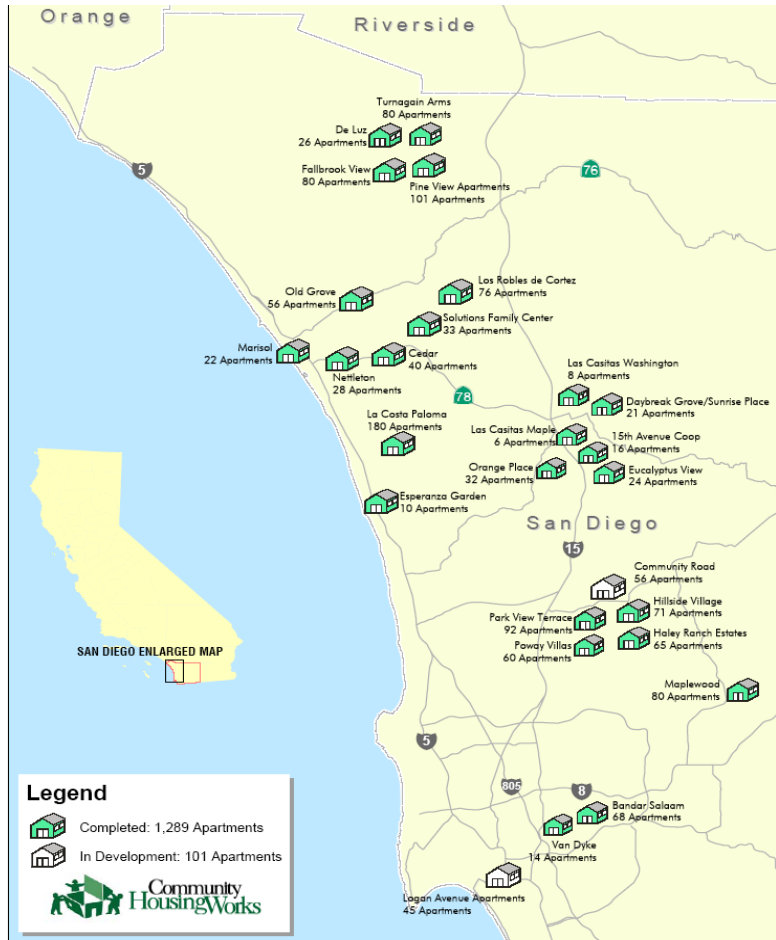 Orange
Riverside
Turnagain Arms
80 Apartments
De Luz
26 Apartments
Fallbrook View
80 Apartments
Pine View Apartments
101 Apartments
5
76
Old Grove
56 Apartments
Los Robles de Cortez
76 Apartments
Solutions Family Center
33 Apartments
Marisol
22 Apartments
Nettleton
28 Apartments
Cedar
40 Apartments
78
Las Casitas Washington
8 Apartments
Daybreak Grove/Sunrise Place
21 Apartments
La Costa Paloma
180 Apartments
Las Casitas Maple
6 Apartments
15th Avenue Coop
16 Apartments
Orange Place
32 Apartments
Eucalyptus View
24 Apartments
Esperanza Garden
10 Apartments
San Diego
15
Community Road
56 Apartments
Hillside Village
71 Apartments
Park View Terrace
92 Apartments
Haley Ranch Estates
65 Apartments
Poway Villas
60 Apartments
SAN DIEGO ENLARGED MAP
Maplewood
80 Apartments
5
805
8
Bandar Salaam
68 Apartments
Van Dyke
14 Apartments
Logan Avenue Apartments
45 Apartments
Legend
Completed: 1,289 Apartments
In Development: 101 Apartments
Community
HousingWorks